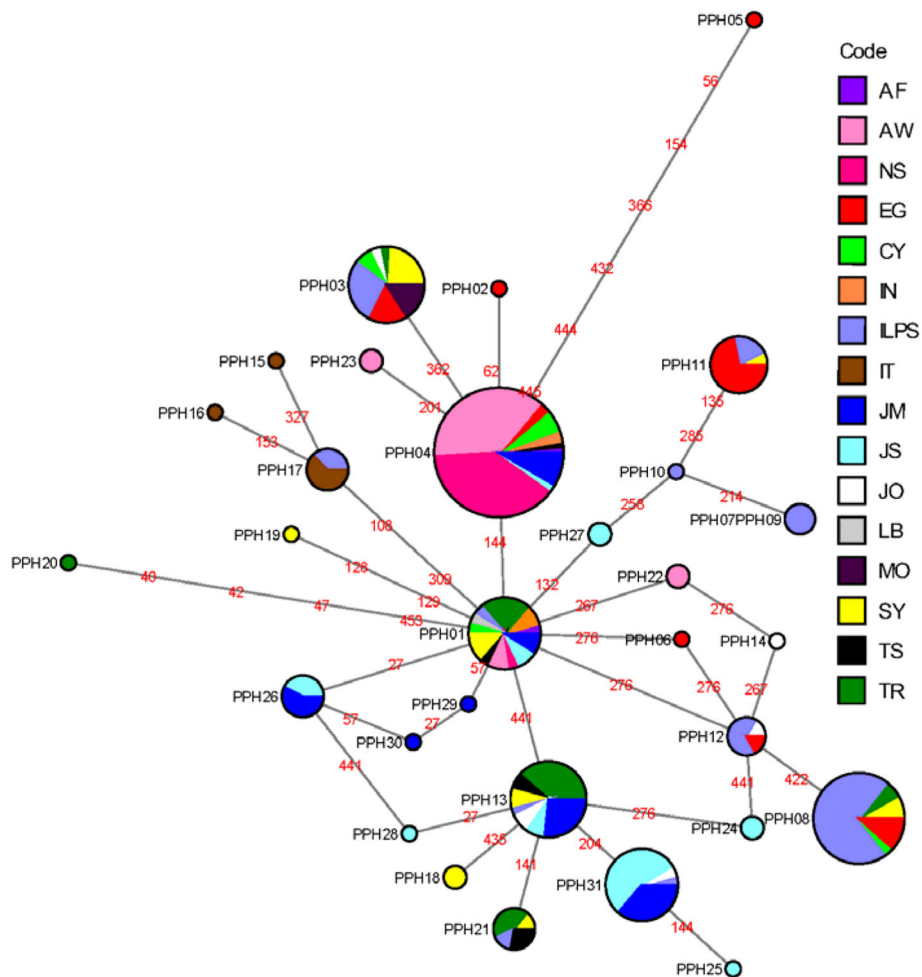 PPH05
Code
56
AF
AW
154
NS
366
EG
CY
432
IN
PPH03
PPH02
ILPS
444
IT
PPH15
PPH23
362
62
PPH11
JM
445
135
PPH16
327
201
JS
153
PPH04
285
JO
PPH17
PPH10
214
LB
258
PPH07PPH09
MO
108
PPH19
144
PPH27
SY
PPH20
40
128
PPH22
TS
42
309
132
47
129
267
276
TR
453
PPH01
276
PPH06
PPH14
27
57
276
276
267
PPH26
PPH29
57
27
441
PPH12
PPH30
441
441
422
PPH13
PPH08
27
276
PPH28
PPH24
435
204
141
PPH18
PPH31
PPH21
144
PPH25